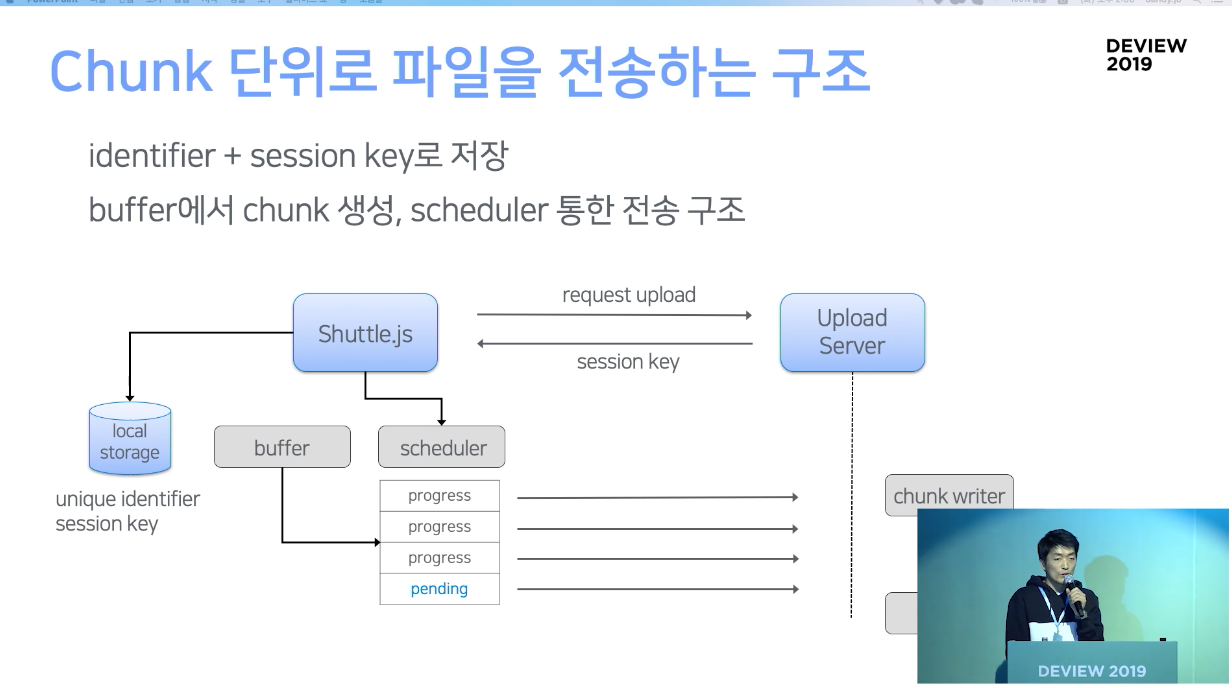 PowerPoint
Chunk 단위로 파일을 전송하는 구조
DEVIEW
2019
identifier + session key로 저장
buffer에서 chunk 생성, scheduler 통한 전송 구조
request upload
Shuttle.js
Upload
Server
session key
local
storage
buffer
scheduler
unique identifier
session key
progress
progress
progress
pending
chunk writer
DEVIEW 2019